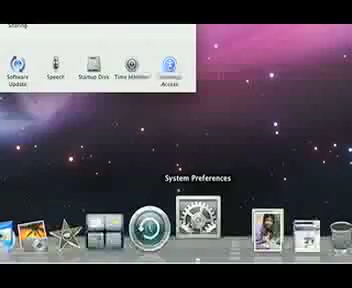 Sharing
Software
Update
Speech
Startup Disk
Time Machine
Access
System Preferences